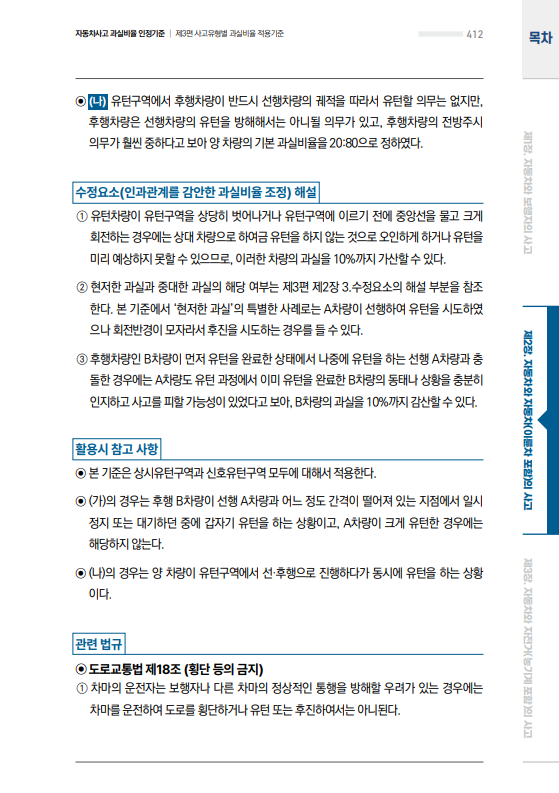 자동차사고 과실비율 인정기준 | 제3편 사고유형별 과실비율 적용기준
412
목차
◉ (나) 유턴구역에서 후행차량이 반드시 선행차량의 궤적을 따라서 유턴할 의무는 없지만,
후행차량은 선행차량의 유턴을 방해해서는 아니될 의무가 있고, 후행차량의 전방주시
의무가 훨씬 중하다고 보아 양 차량의 기본 과실비율을 20:80으로 정하였다.
수정요소(인과관계를 감안한 과실비율 조정) 해설
① 유턴차량이 유턴구역을 상당히 벗어나거나 유턴구역에 이르기 전에 중앙선을 물고 크게
회전하는 경우에는 상대 차량으로 하여금 유턴을 하지 않는 것으로 오인하게 하거나 유턴을
미리 예상하지 못할 수 있으므로, 이러한 차량의 과실을 10%까지 가산할 수 있다.
② 현저한 과실과 중대한 과실의 해당 여부는 제3편 제2장 3.수정요소의 해설 부분을 참조
한다. 본 기준에서 ‘현저한 과실’의 특별한 사례로는 A차량이 선행하여 유턴을 시도하였
으나 회전반경이 모자라서 후진을 시도하는 경우를 들 수 있다.
③ 후행차량인 B차량이 먼저 유턴을 완료한 상태에서 나중에 유턴을 하는 선행 A차량과 충
돌한 경우에는 A차량도 유턴 과정에서 이미 유턴을 완료한 B차량의 동태나 상황을 충분히
인지하고 사고를 피할 가능성이 있었다고 보아, B차량의 과실을 10%까지 감산할 수 있다.
활용시 참고 사항
◉ 본 기준은 상시유턴구역과 신호유턴구역 모두에 대해서 적용한다.
◉ (가)의 경우는 후행 B차량이 선행 A차량과 어느 정도 간격이 떨어져 있는 지점에서 일시
정지 또는 대기하던 중에 갑자기 유턴을 하는 상황이고, A차량이 크게 유턴한 경우에는
해당하지 않는다.
◉ (나)의 경우는 양 차량이 유턴구역에서 선·후행으로 진행하다가 동시에 유턴을 하는 상황
이다.
관련 법규
◉ 도로교통법 제18조 (횡단 등의 금지)
① 차마의 운전자는 보행자나 다른 차마의 정상적인 통행을 방해할 우려가 있는 경우에는
차마를 운전하여 도로를 횡단하거나 유턴 또는 후진하여서는 아니된다.
제1장. 자동차와 보행자의 사고
제2장. 자동차와 자동차(이륜차 포함)의 사고
제3장. 자동차와 자전거(농기계 포함)의 사고